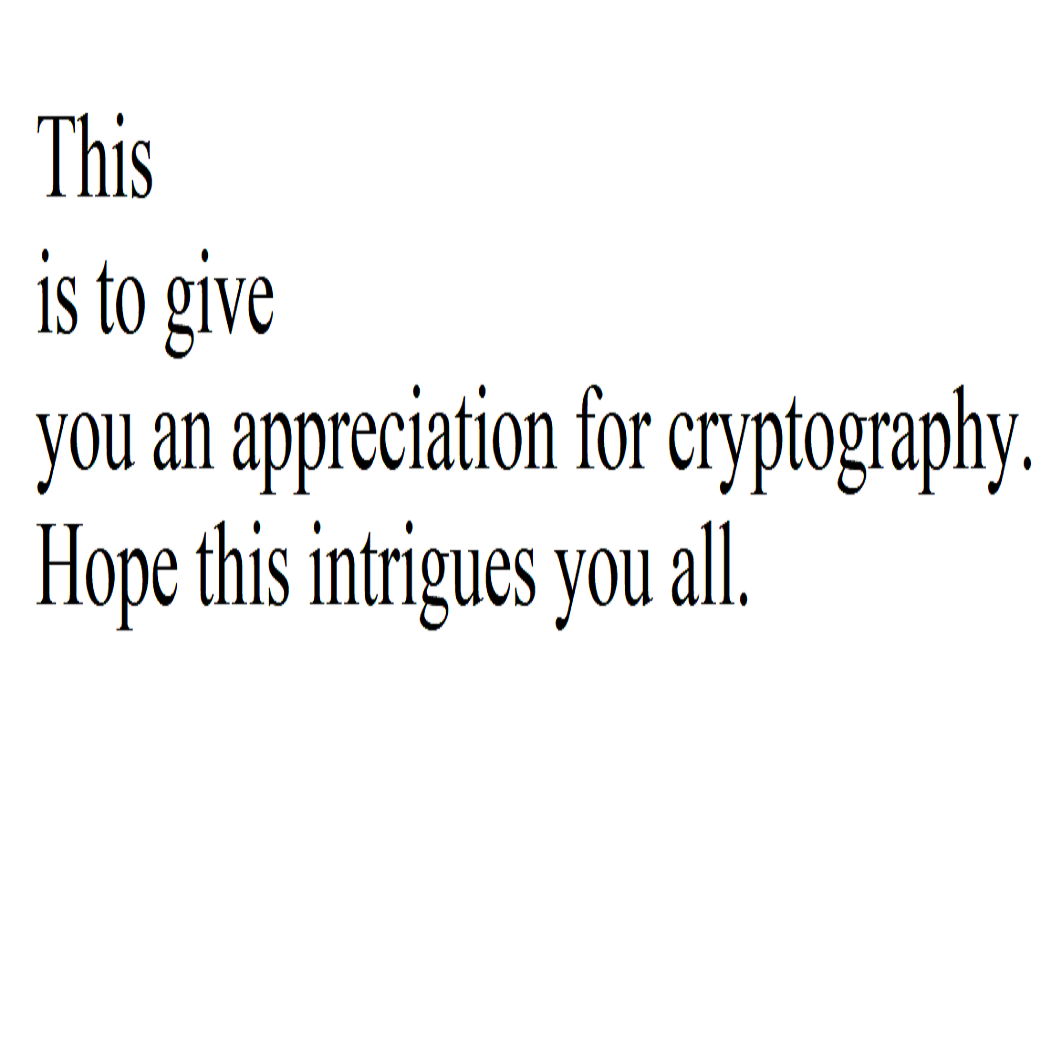 This
is to give
you an appreciation for cryptography.
Hope this intrigues you all.